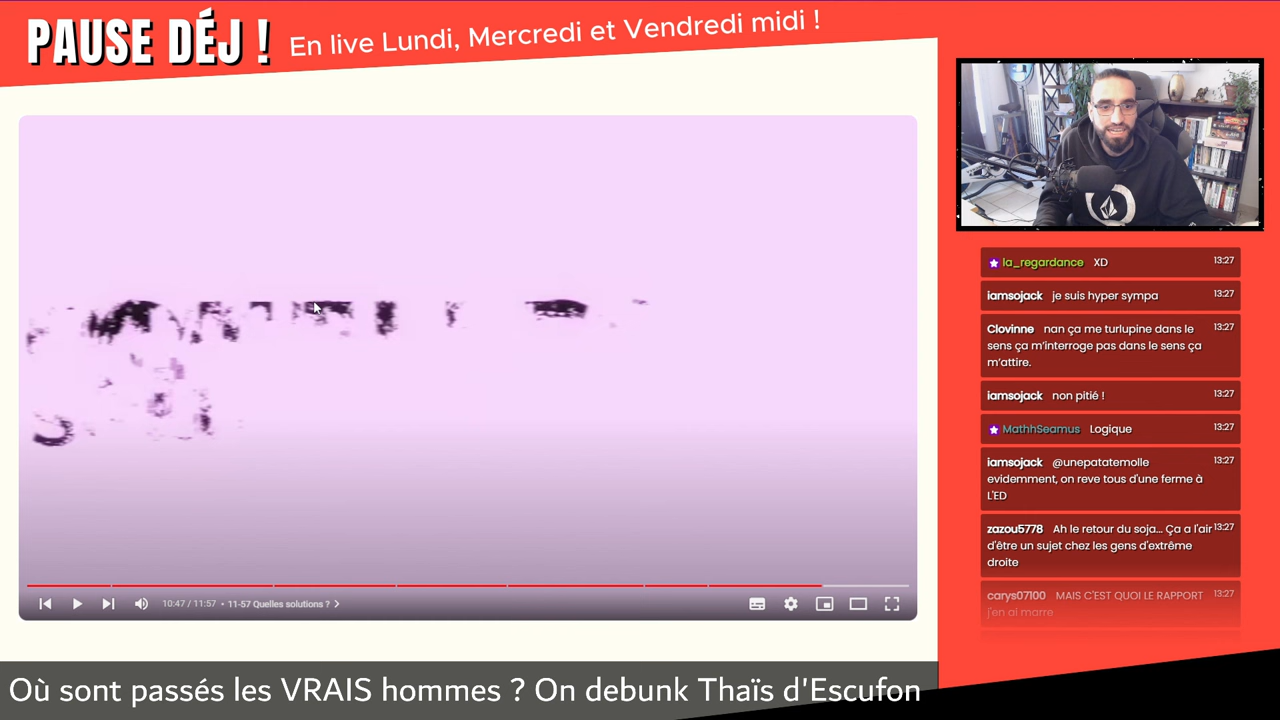 PAUSE DÉJ !
En live Lundi, Mercredi et Vendredi midi !
la_regardance XD 13:27
iamsojack je suis hyper sympa 13:27
Clovinne nan ça me turlupine dans le 13:27
sens ça m'interroge pas dans le sens ça
m'attire.
iamsojack non pitié ! 13:27
MathhSeamus Logique 13:27
iamsojack @unepatatemolle 13:27
evidemment, on reve tous d'une ferme à
L'ED
zazou5778 Ah le retour du soja... Ça a l'air 13:27
d'être un sujet chez les gens d'extrême
droite
carys07100 MAIS C'EST QUOI LE RAPPORT 13:27
j'en ai marre
10:47 / 11:57 • 11-57 Quelles solutions ? >
Où sont passés les VRAIS hommes ? On debunk Thaïs d'Escufon